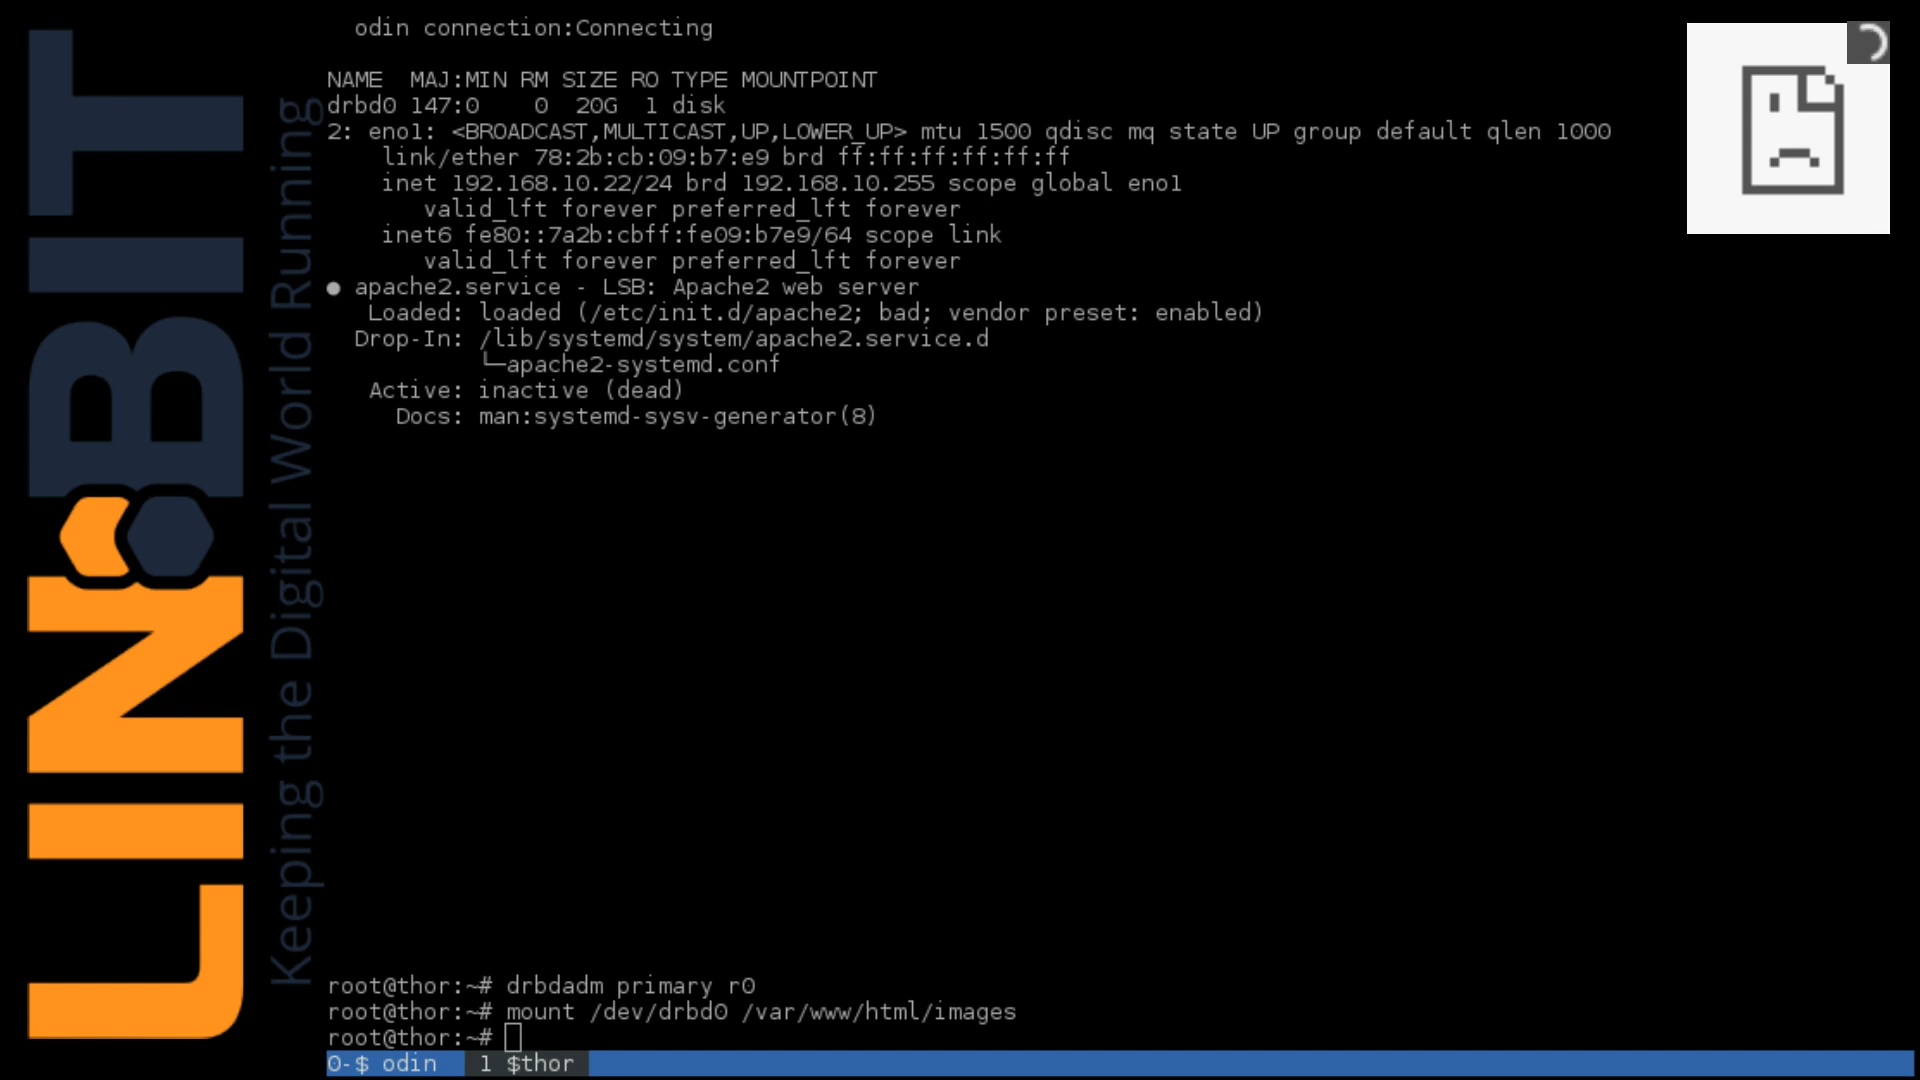 LINBIT
Keeping the Digital World Running
odin connection:Connecting
NAME MAJ:MIN RM SIZE RO TYPE MOUNTPOINT
drbd0 147:0 0 20G 1 disk
2: eno1: <BROADCAST,MULTICAST,UP,LOWER_UP> mtu 1500 qdisc mq state UP group default qlen 1000
link/ether 78:2b:cb:09:b7:e9 brd ff:ff:ff:ff:ff:ff
inet 192.168.10.22/24 brd 192.168.10.255 scope global eno1
valid_lft forever preferred_lft forever
inet6 fe80::7a2b:cbff:fe09:b7e9/64 scope link
valid_lft forever preferred_lft forever
● apache2.service - LSB: Apache2 web server
Loaded: loaded (/etc/init.d/apache2; bad; vendor preset: enabled)
Drop-In: /lib/systemd/system/apache2.service.d
└─apache2-systemd.conf
Active: inactive (dead)
Docs: man:systemd-sysv-generator(8)
root@thor:~# drbdadm primary r0
root@thor:~# mount /dev/drbd0 /var/www/html/images
root@thor:~#
0-$ odin 1 $thor